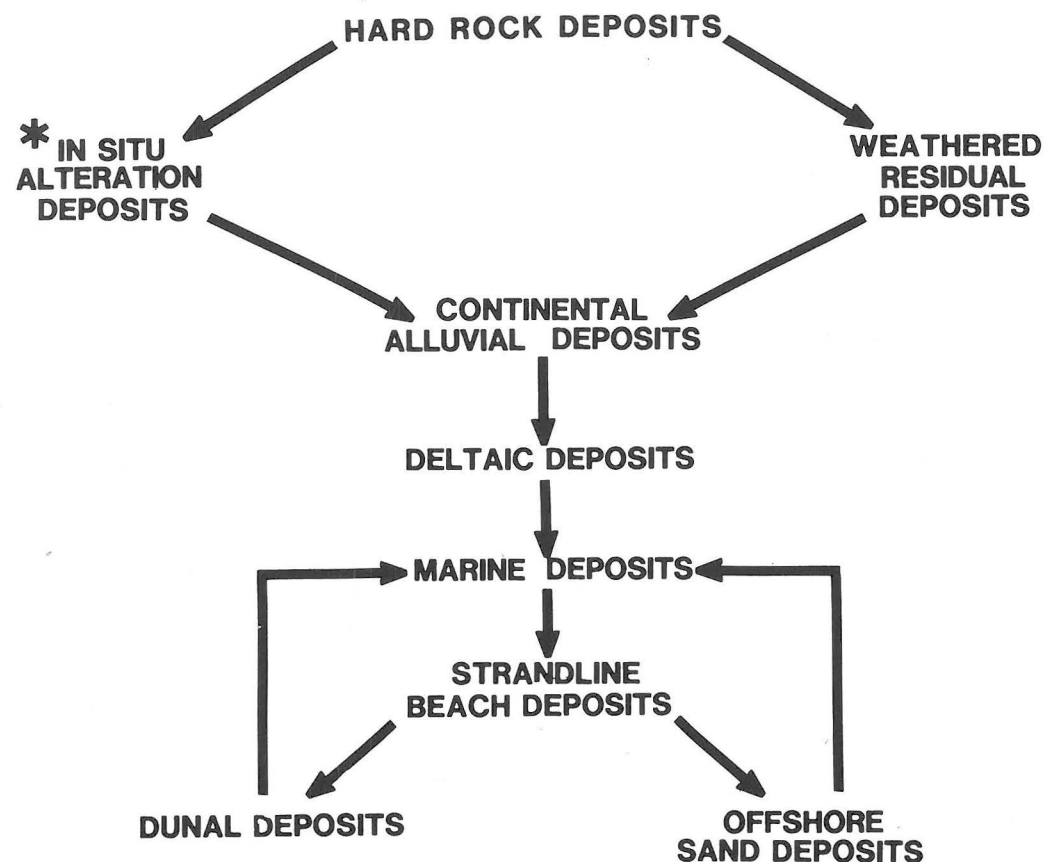 HARD ROCK DEPOSITS
* IN SITU
ALTERATION
DEPOSITS
WEATHERED
RESIDUAL
DEPOSITS
CONTINENTAL
ALLUVIAL DEPOSITS
DELTAIC DEPOSITS
MARINE DEPOSITS
STRANDLINE
BEACH DEPOSITS
DUNAL DEPOSITS
OFFSHORE
SAND DEPOSITS